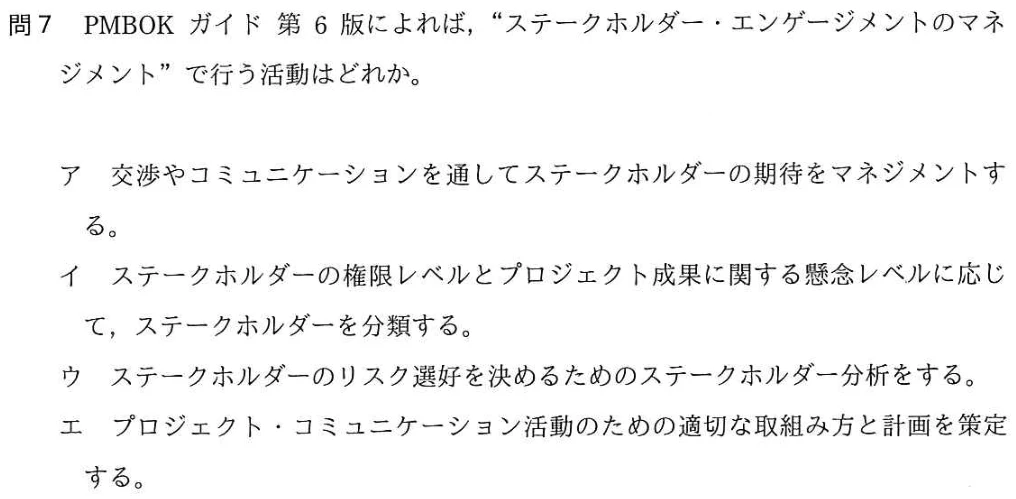 問7 PMBOK ガイド 第 6 版によれば，“ステークホルダー・エンゲージメントのマネ
ジメント”で行う活動はどれか。
ア 交渉やコミュニケーションを通してステークホルダーの期待をマネジメントす
る。
イ ステークホルダーの権限レベルとプロジェクト成果に関する懸念レベルに応じ
て，ステークホルダーを分類する。
ウ ステークホルダーのリスク選好を決めるためのステークホルダー分析をする。
エ プロジェクト・コミュニケーション活動のための適切な取組み方と計画を策定
する。